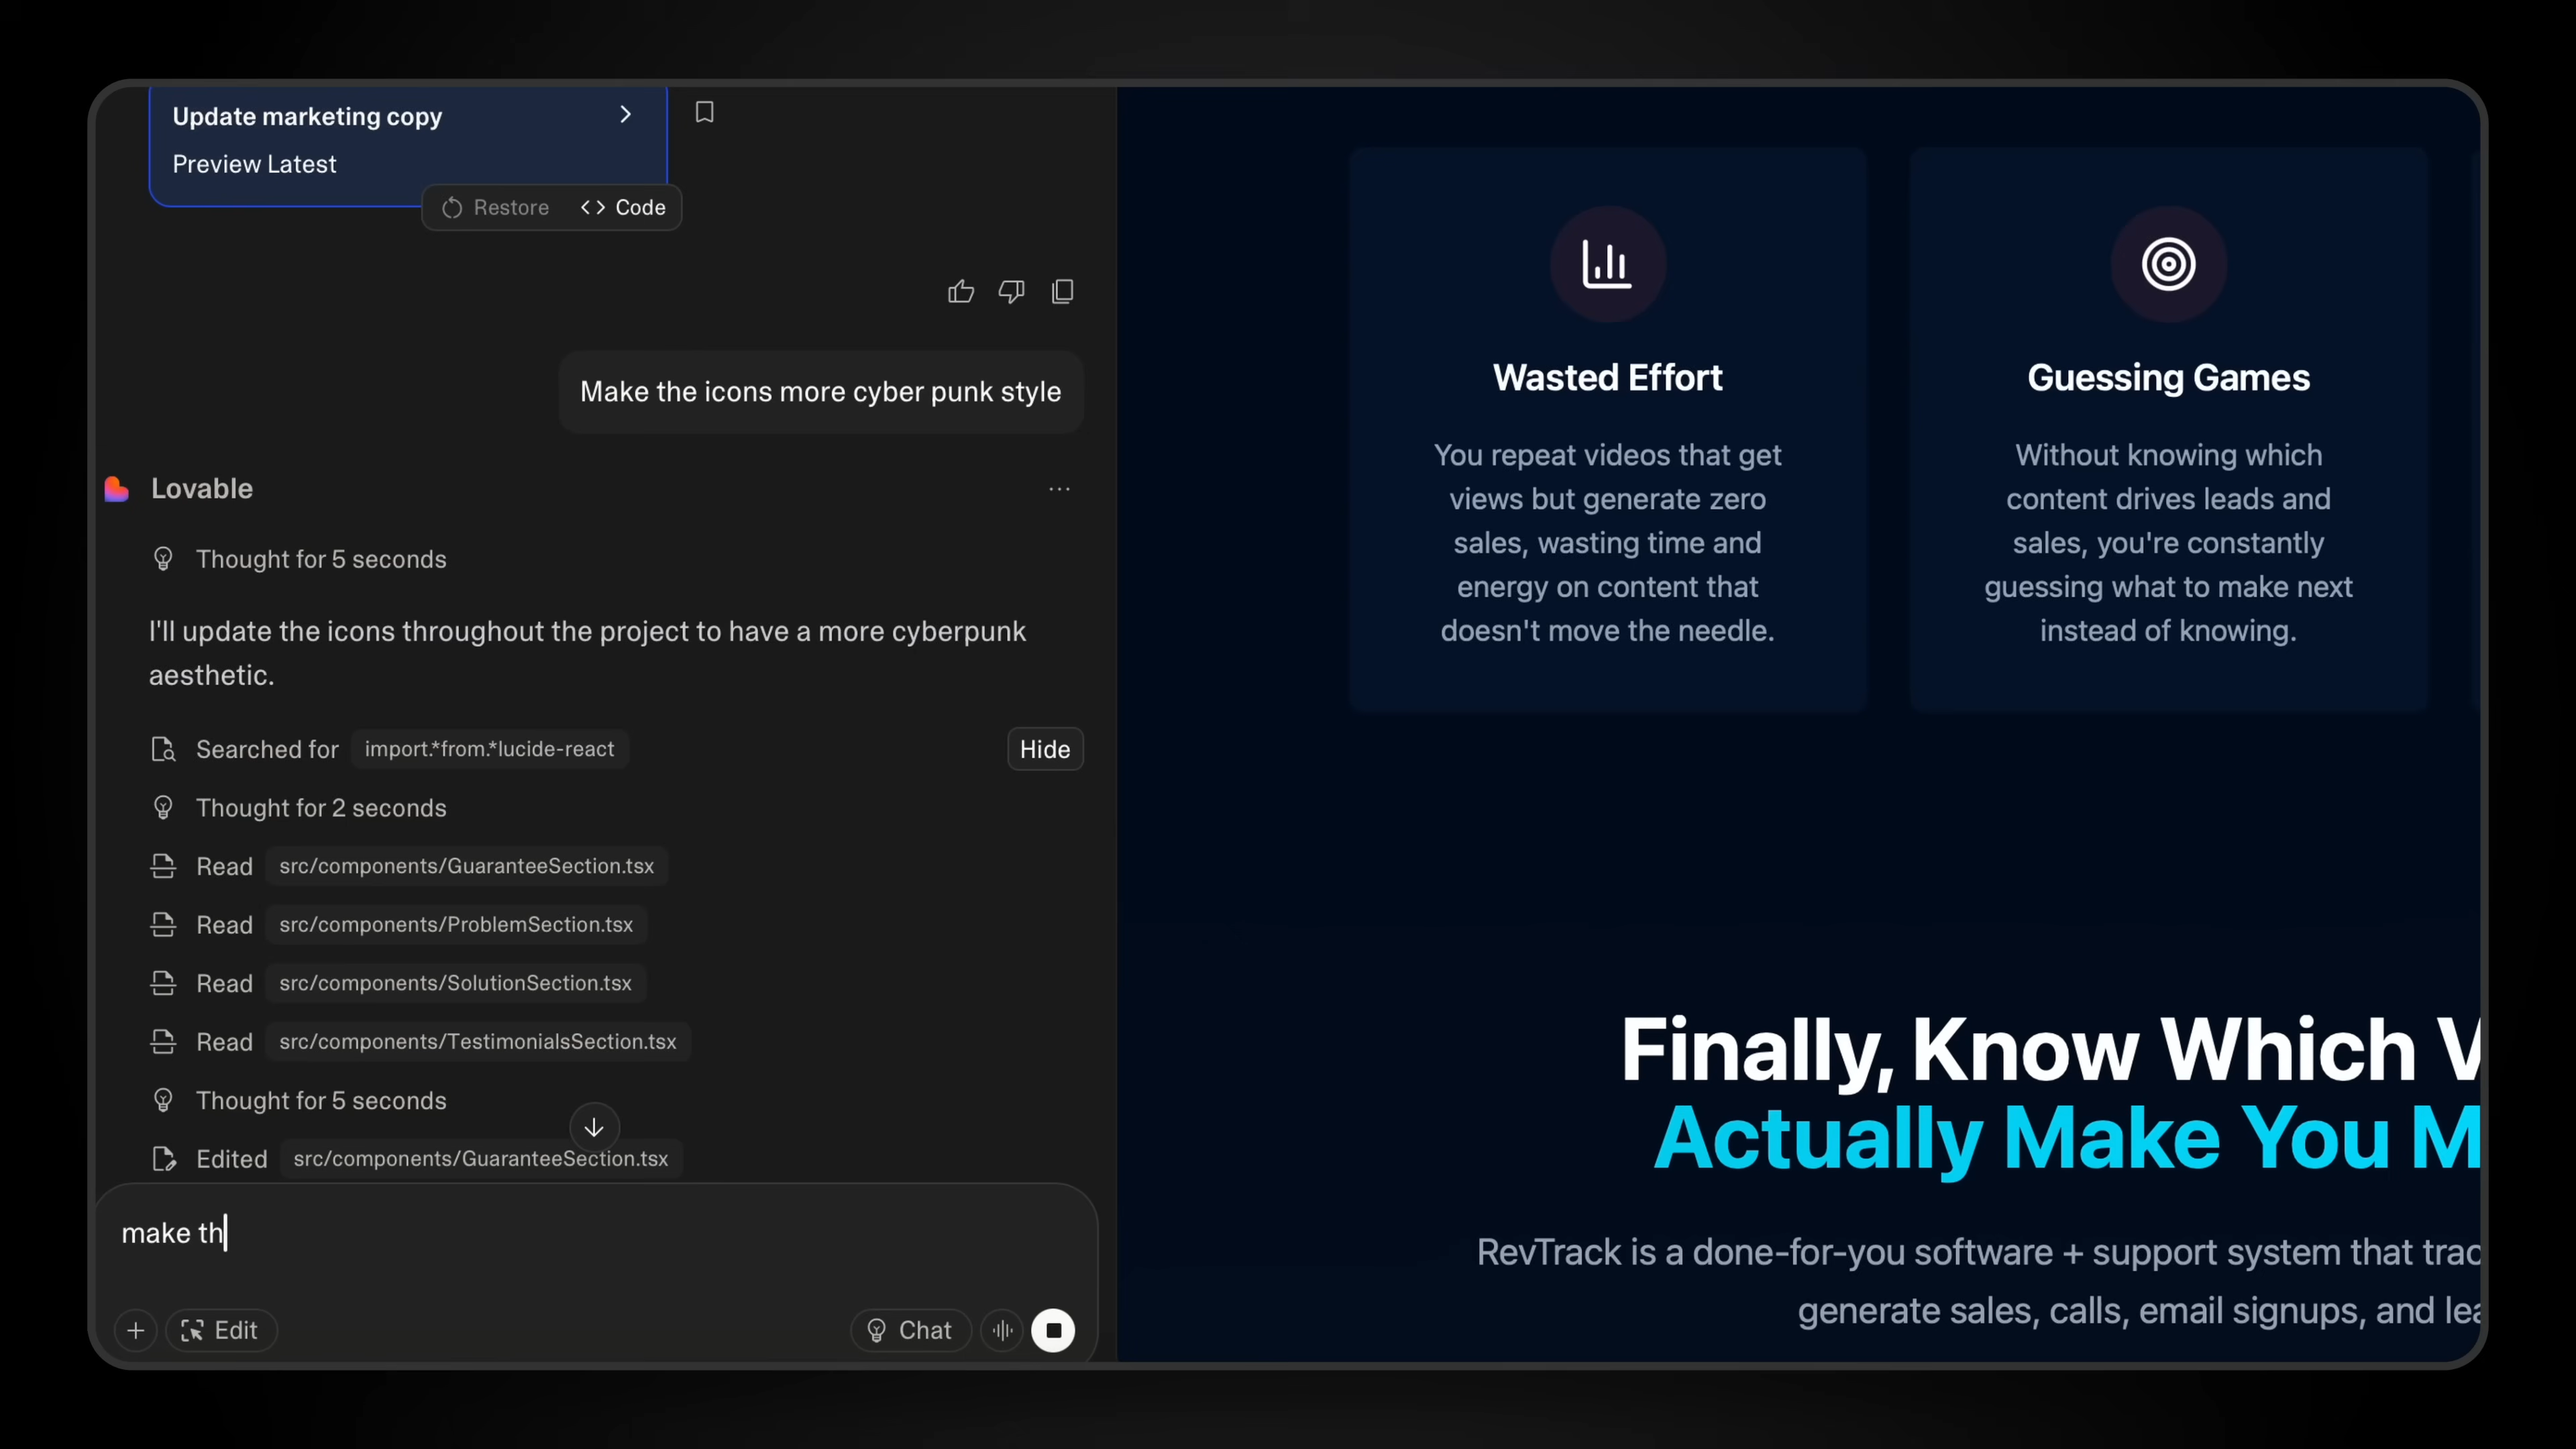 Update marketing copy
Preview Latest
Restore
Code
Make the icons more cyber punk style
Lovable
Thought for 5 seconds
I'll update the icons throughout the project to have a more cyberpunk
aesthetic.
Searched for import.*from.*lucide-react
Hide
Thought for 2 seconds
Read src/components/GuaranteeSection.tsx
Read src/components/ProblemSection.tsx
Read src/components/SolutionSection.tsx
Read src/components/TestimonialsSection.tsx
Thought for 5 seconds
Edited src/components/GuaranteeSection.tsx
make th
Edit
Chat
Wasted Effort
You repeat videos that get
views but generate zero
sales, wasting time and
energy on content that
doesn't move the needle.
Guessing Games
Without knowing which
content drives leads and
sales, you're constantly
guessing what to make next
instead of knowing.
Finally, Know Which V
Actually Make You M
RevTrack is a done-for-you software + support system that trac
generate sales, calls, email signups, and lea